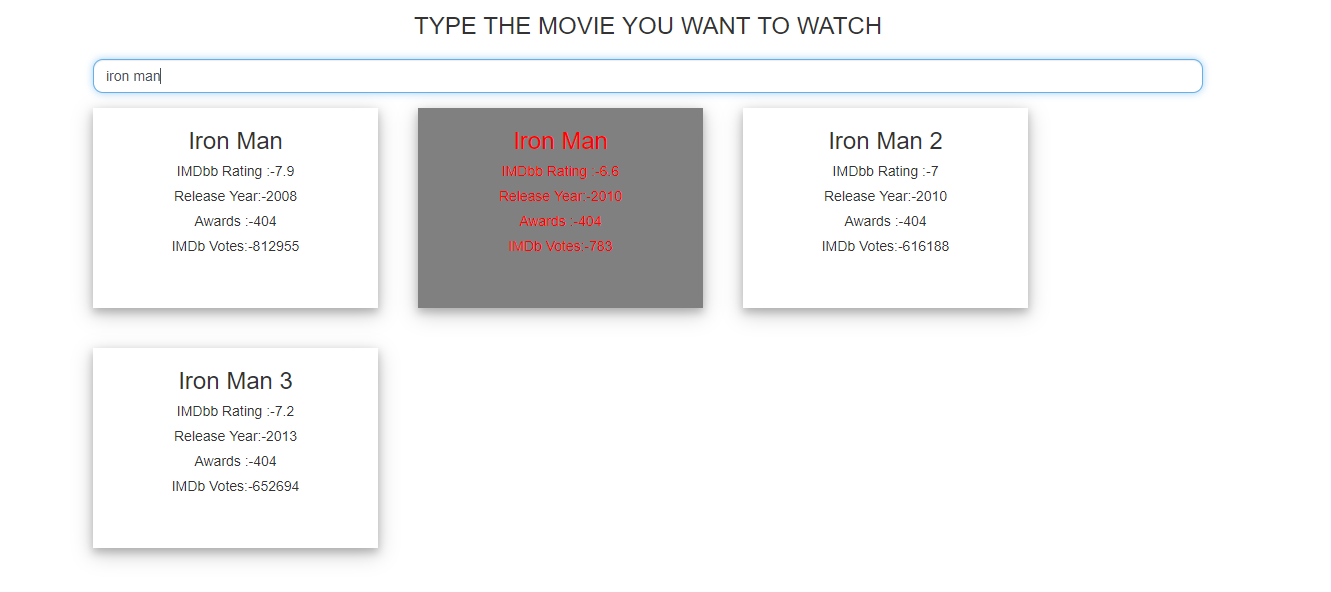 TYPE THE MOVIE YOU WANT TO WATCH
iron man
Iron Man
IMDbb Rating :-7.9
Release Year:-2008
Awards :-404
IMDb Votes:-812955
Iron Man
IMDbb Rating :-6.6
Release Year:-2010
Awards :-404
IMDb Votes:-783
Iron Man 2
IMDbb Rating :-7
Release Year:-2010
Awards :-404
IMDb Votes:-616188
Iron Man 3
IMDbb Rating :-7.2
Release Year:-2013
Awards :-404
IMDb Votes:-652694